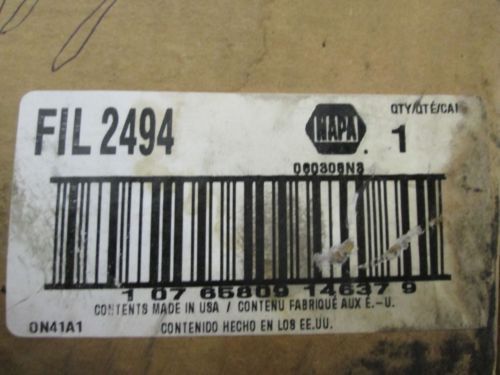 FIL 2494
NAPA
QTY/QTÉ/CAI
1
060308N3
1 07 65809 14637 9
CONTENTS MADE IN USA / CONTENU FABRIQUÉ AUX É.-U.
0N41A1
CONTENIDO HECHO EN LOS EE.UU.